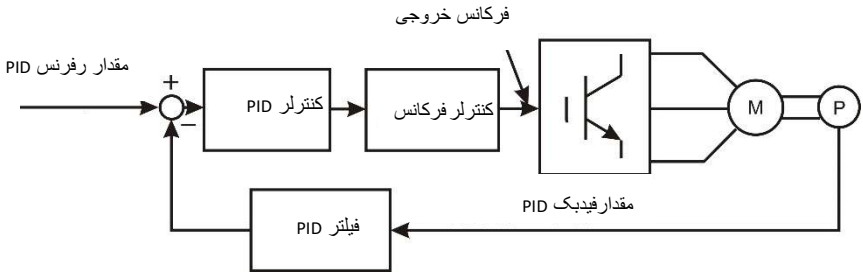 فرکانس خروجی
مقدار رفرنس PID
+
−
کنترلر PID
کنترلر فرکانس
M
P
مقدارفیدبک PID
فیلتر PID